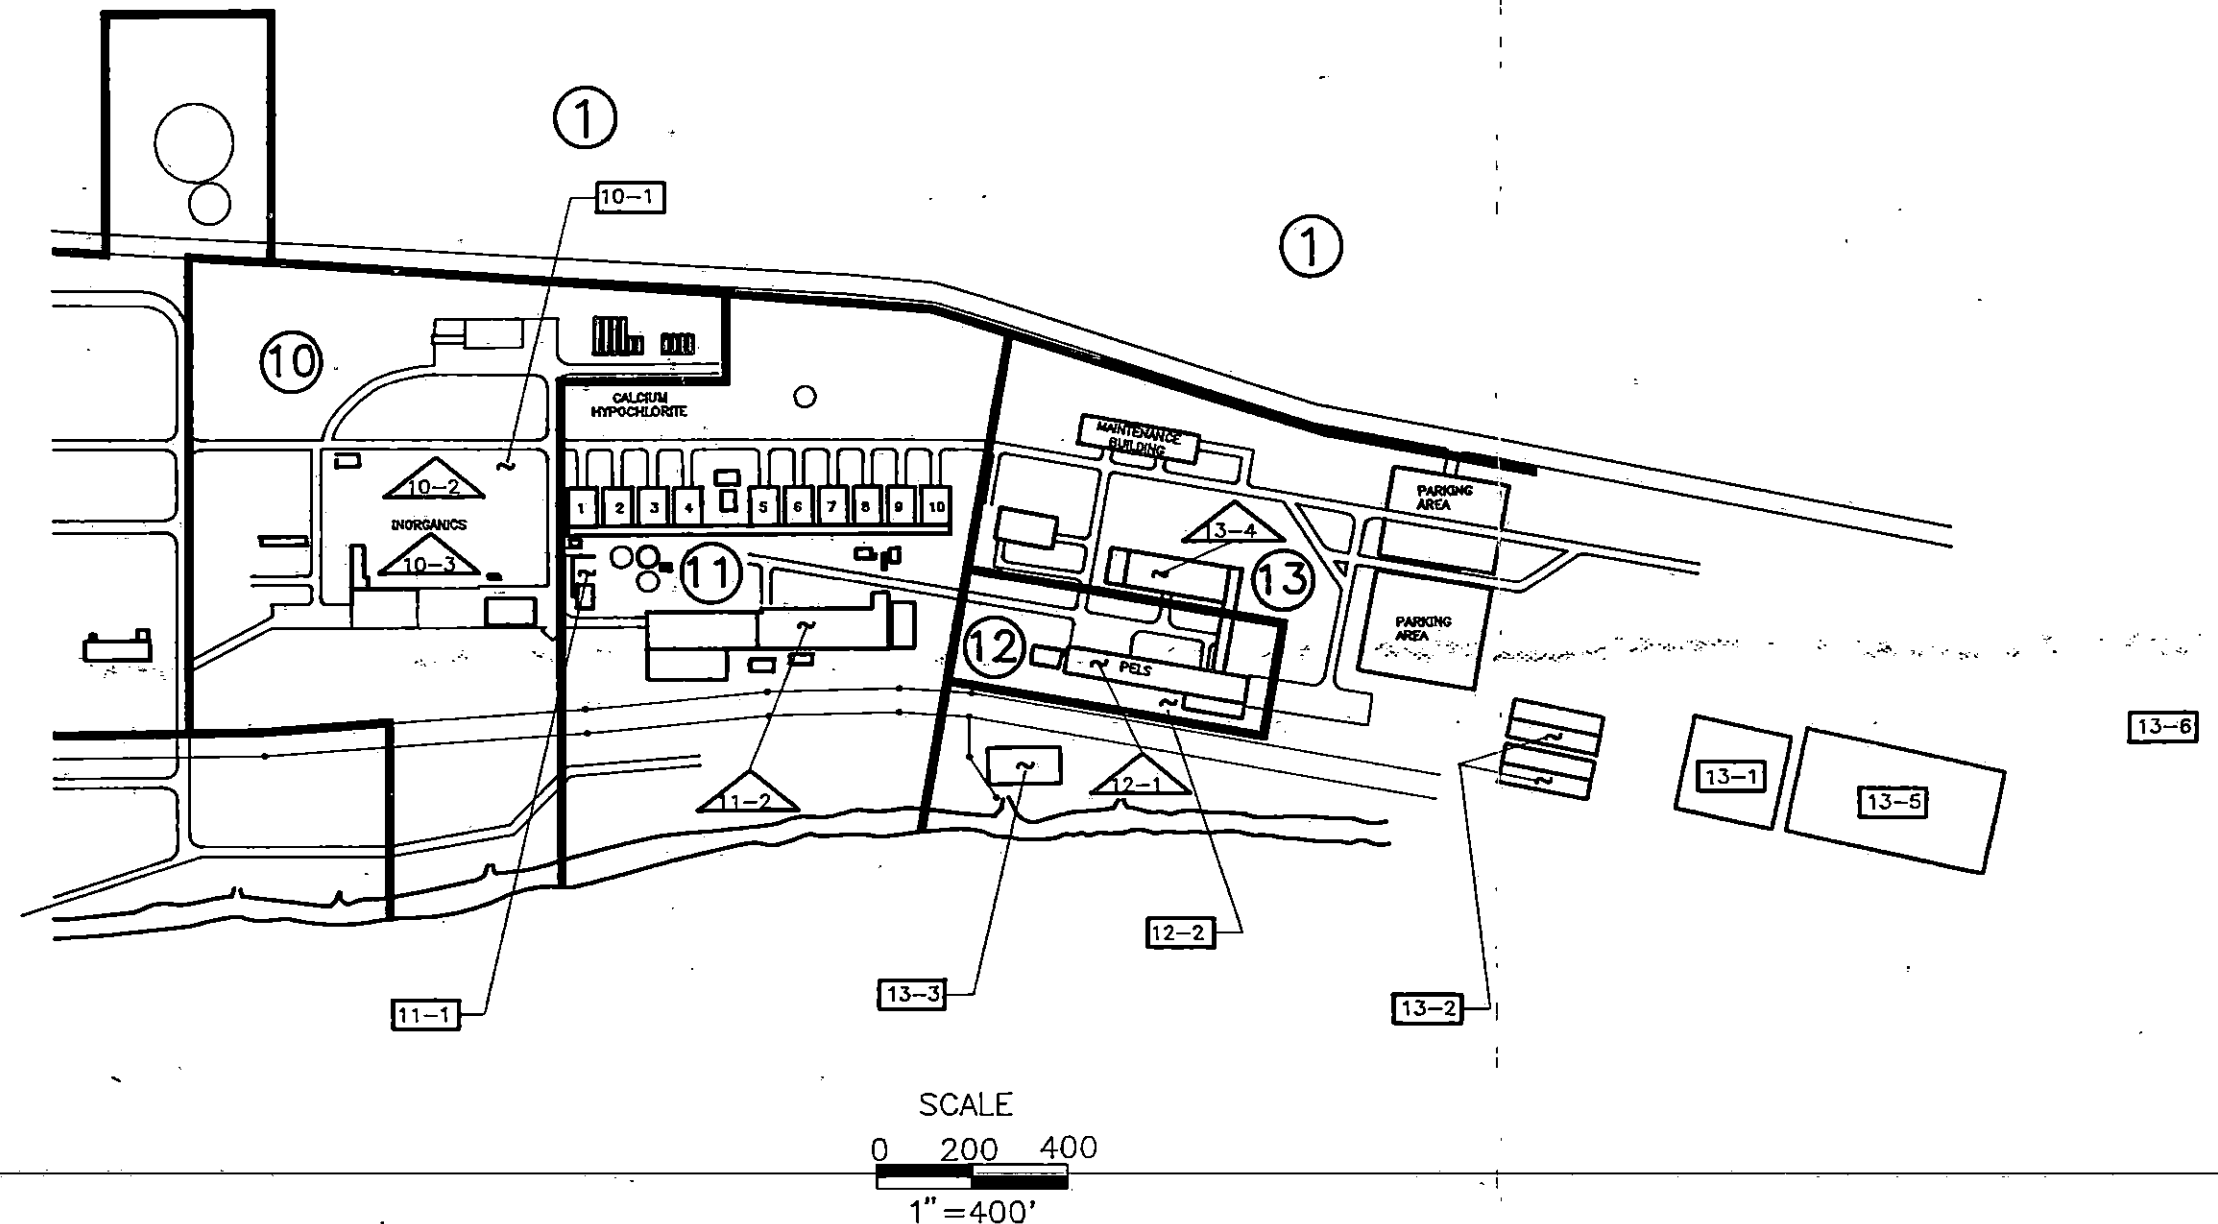 1
10-1
1
10
CALCIUM
HYPOCHLORITE
MAINTENANCE
BUILDING
PARKING
AREA
10-2
INORGANICS
10-3
1
2
3
4
5
6
7
8
9
10
13-4
11
13
12
PELS
PARKING
AREA
13-6
13-1
13-5
11-2
12-1
12-2
13-3
13-2
11-1
SCALE
0 200 400
1"=400'